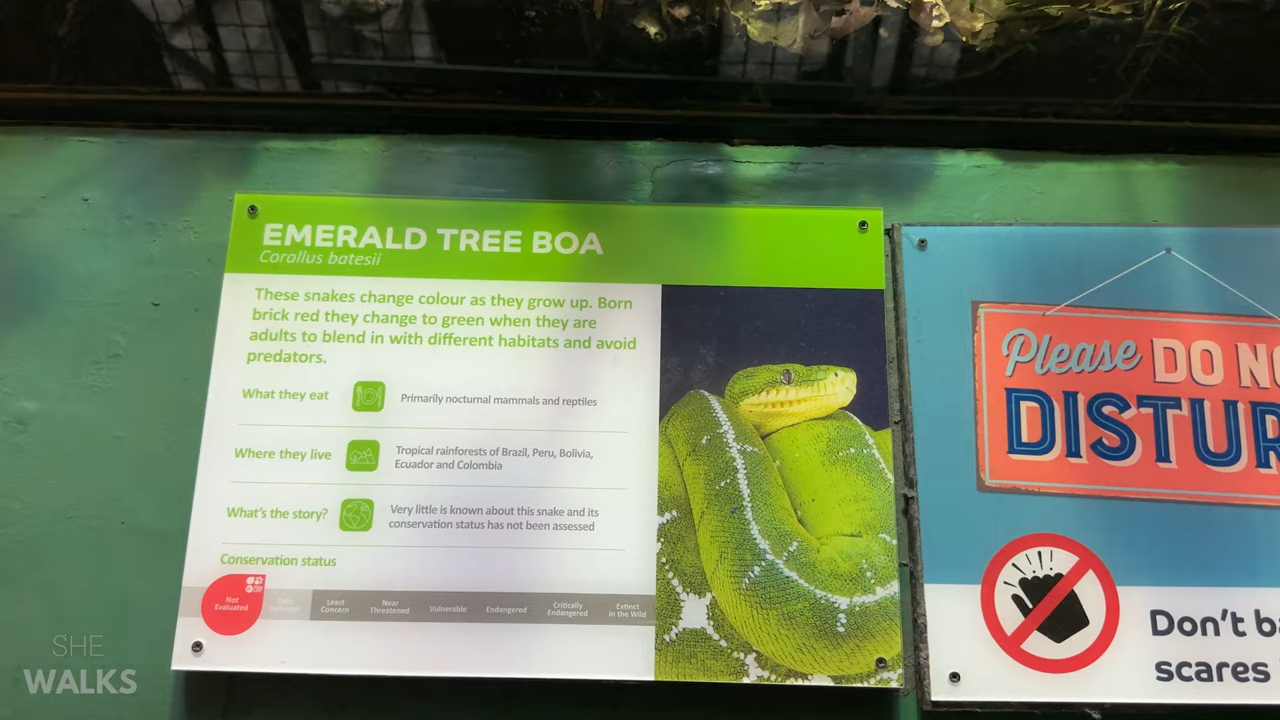 EMERALD TREE BOA
Corallus batesii
These snakes change colour as they grow up. Born
brick red they change to green when they are
adults to blend in with different habitats and avoid
predators.
What they eat
Primarily nocturnal mammals and reptiles
Where they live
Tropical rainforests of Brazil, Peru, Bolivia,
Ecuador and Colombia
What's the story?
Very little is known about this snake and its
conservation status has not been assessed
Conservation status
Not
Evaluated
Data
Deficient
Least
Concern
Near
Threatened
Vulnerable
Endangered
Critically
Endangered
Extinct
in the Wild
Please DO NO
DISTUR
Don't ba
scares
SHE
WALKS